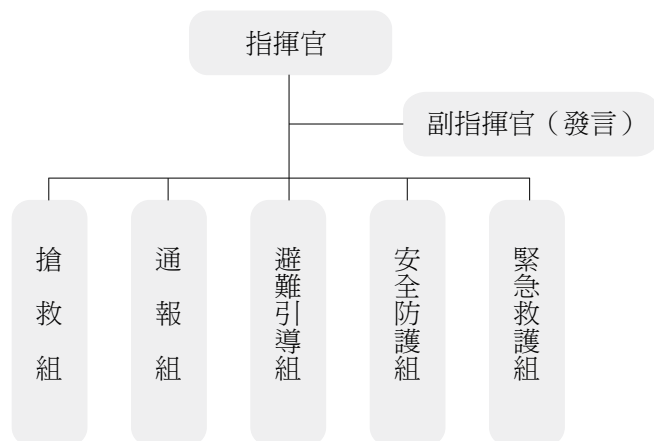 指揮官
副指揮官（發言）
搶救組
通報組
避難引導組
安全防護組
緊急救護組